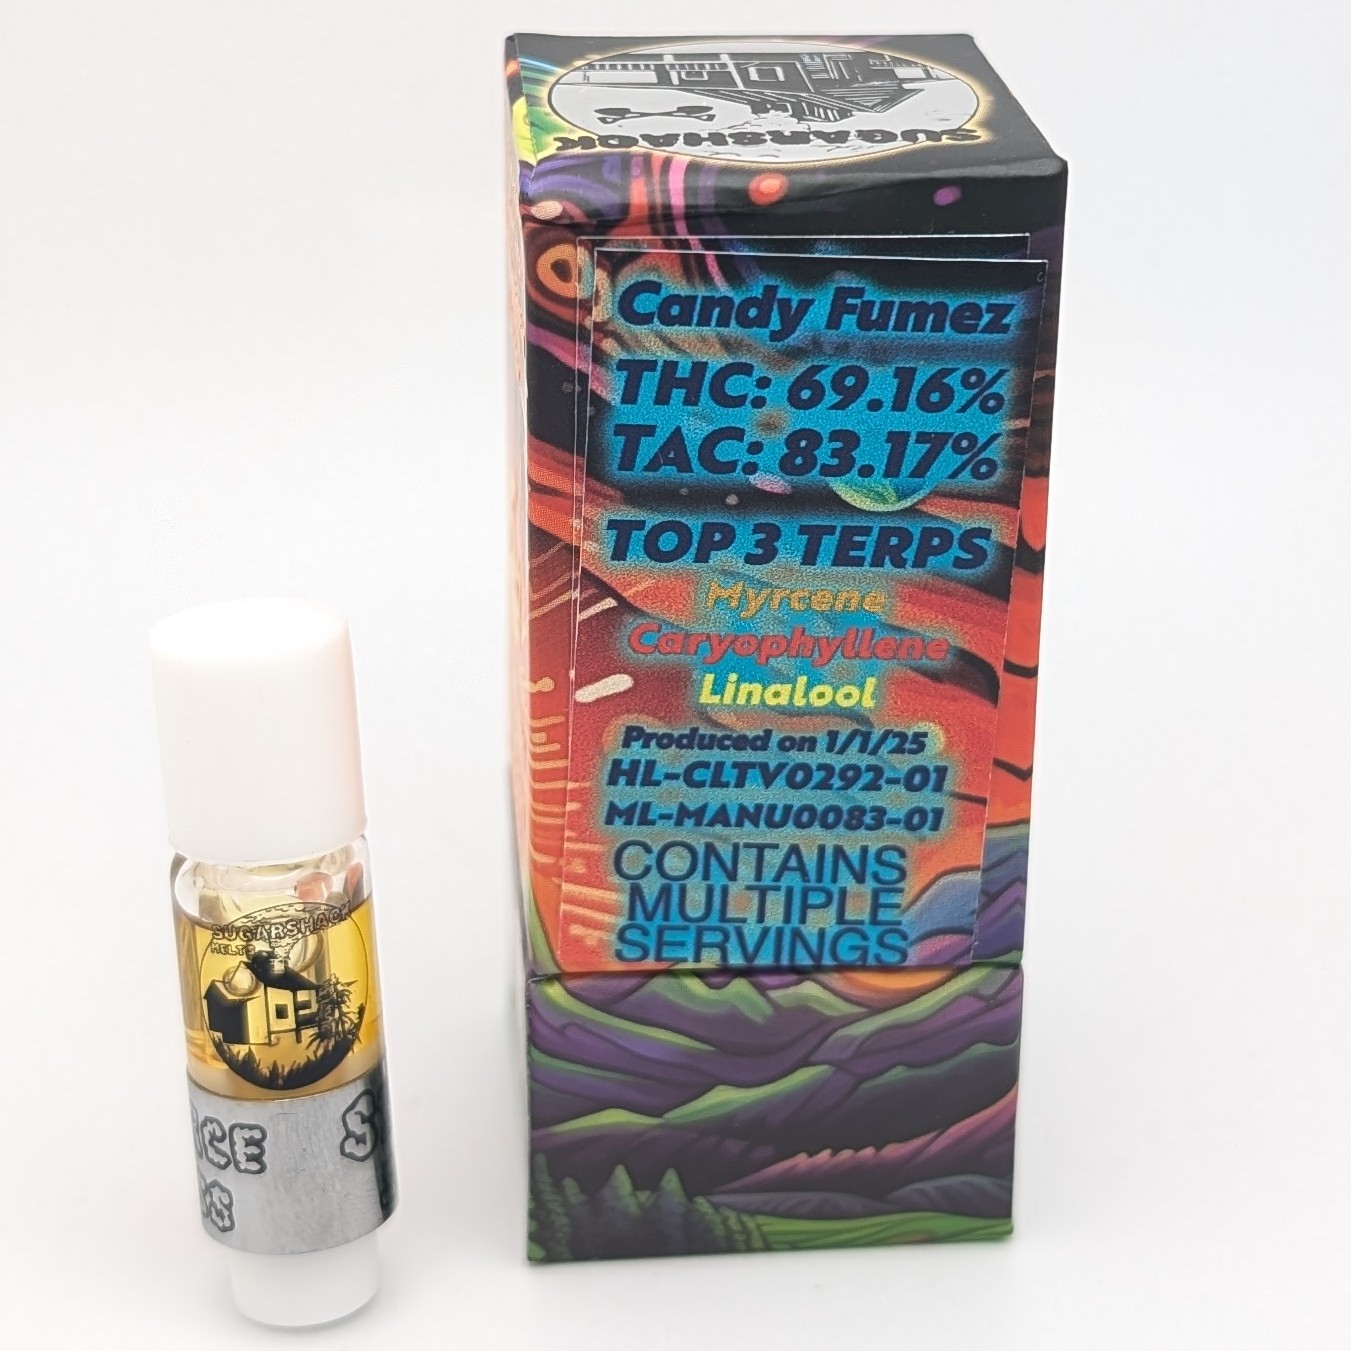 SUGARSHACK
Candy Fumez
THC: 69.16%
TAC: 83.17%
TOP 3 TERPS
Myrcene
Caryophyllene
Linalool
Produced on 1/1/25
HL-CLTV0292-01
ML-MANU0083-01
CONTAINS
MULTIPLE
SERVINGS
SUGARSHACK
MELTS